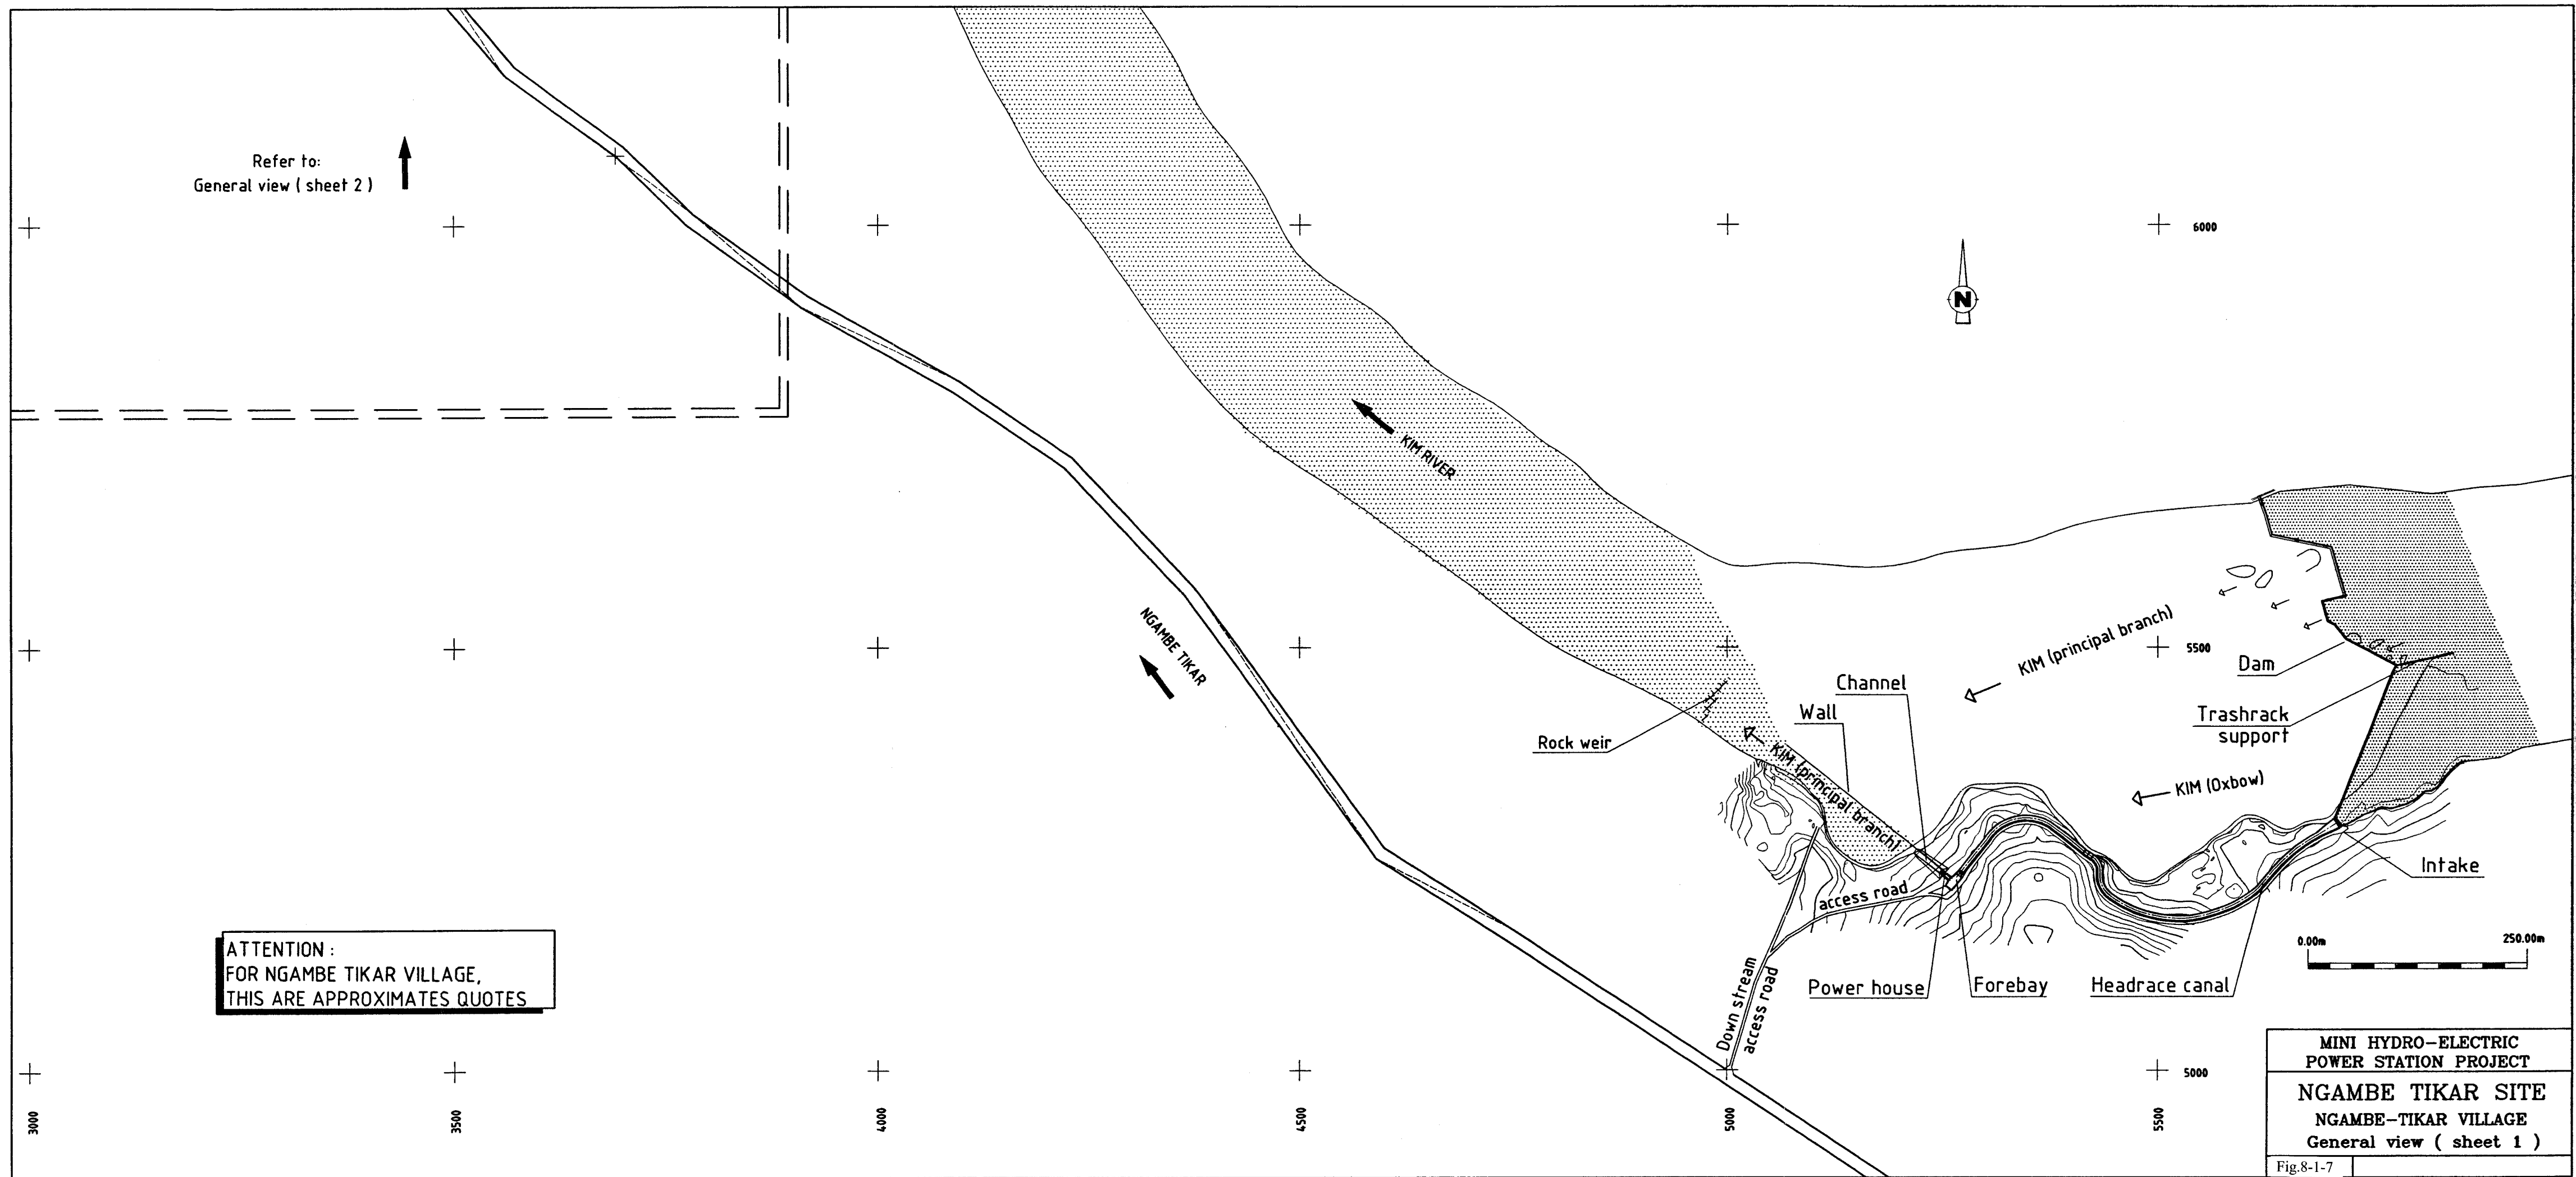 Refer to:
General view ( sheet 2 )
6000
N
KIM RIVER
NGAMBE TIKAR
KIM (principal branch)
5500
Dam
Channel
Wall
Trashrack
support
Rock weir
KIM (principal branch)
KIM (Oxbow)
Intake
access road
ATTENTION :
FOR NGAMBE TIKAR VILLAGE,
THIS ARE APPROXIMATES QUOTES
0.00m
250.00m
Down stream
access road
Power house
Forebay
Headrace canal
5000
3000
3500
4000
4500
5000
5500
MINI HYDRO-ELECTRIC
POWER STATION PROJECT
NGAMBE TIKAR SITE
NGAMBE-TIKAR VILLAGE
General view ( sheet 1 )
Fig.8-1-7